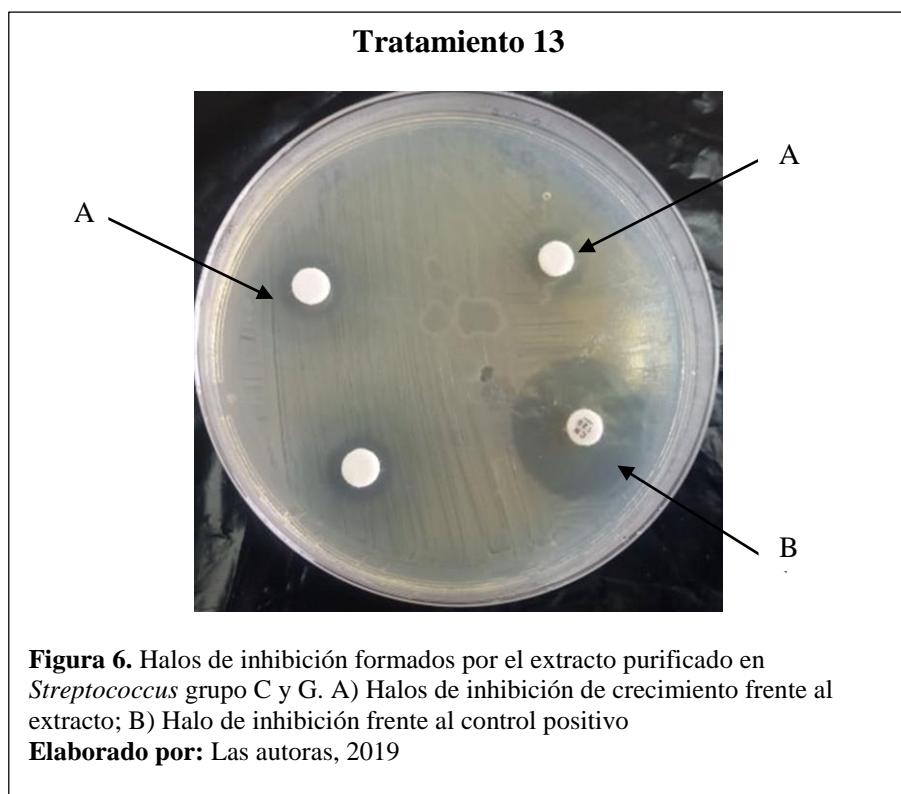 Tratamiento 13
A
A
B
Figura 6. Halos de inhibición formados por el extracto purificado en
Streptococcus grupo C y G. A) Halos de inhibición de crecimiento frente al
extracto; B) Halo de inhibición frente al control positivo
Elaborado por: Las autoras, 2019